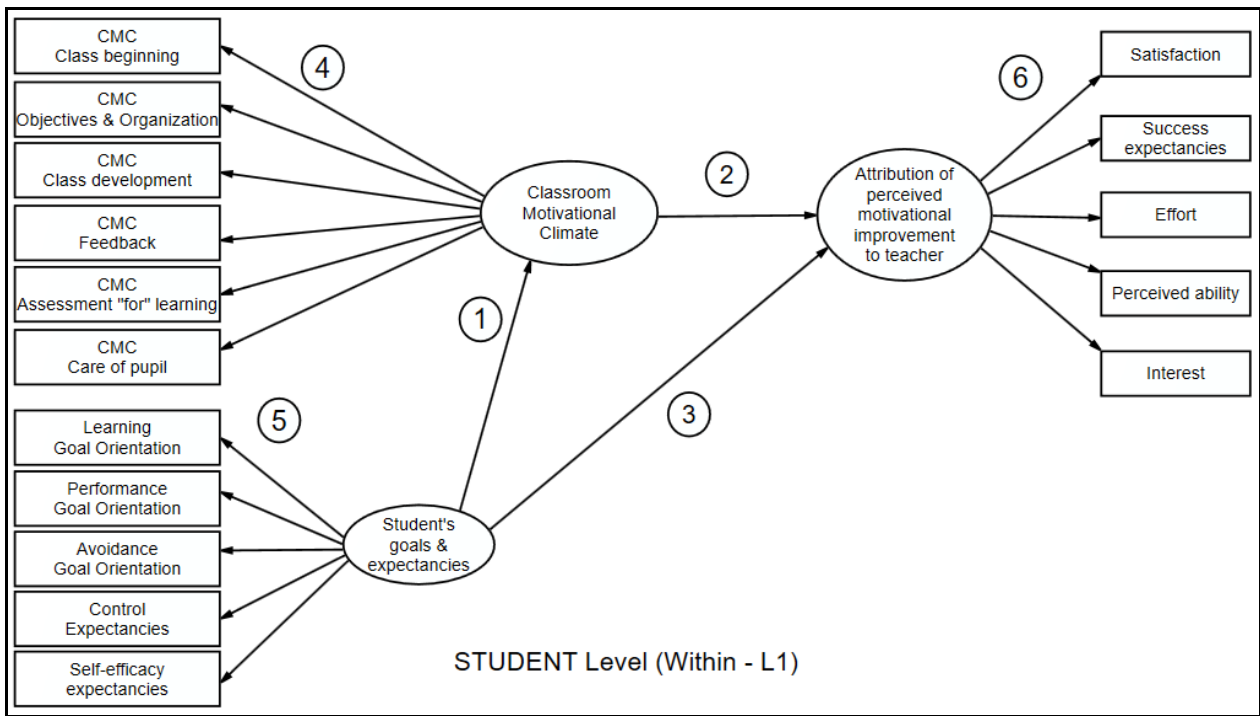 CMC
Class beginning
CMC
Objectives & Organization
CMC
Class development
CMC
Feedback
CMC
Assessment "for" learning
CMC
Care of pupil
Learning
Goal Orientation
Performance
Goal Orientation
Avoidance
Goal Orientation
Control
Expectancies
Self-efficacy
expectancies
4
5
1
2
3
6
Classroom
Motivational
Climate
Student's
goals &
expectancies
Attribution of
perceived
motivational
improvement
to teacher
Satisfaction
Success
expectancies
Effort
Perceived ability
Interest
STUDENT Level (Within - L1)